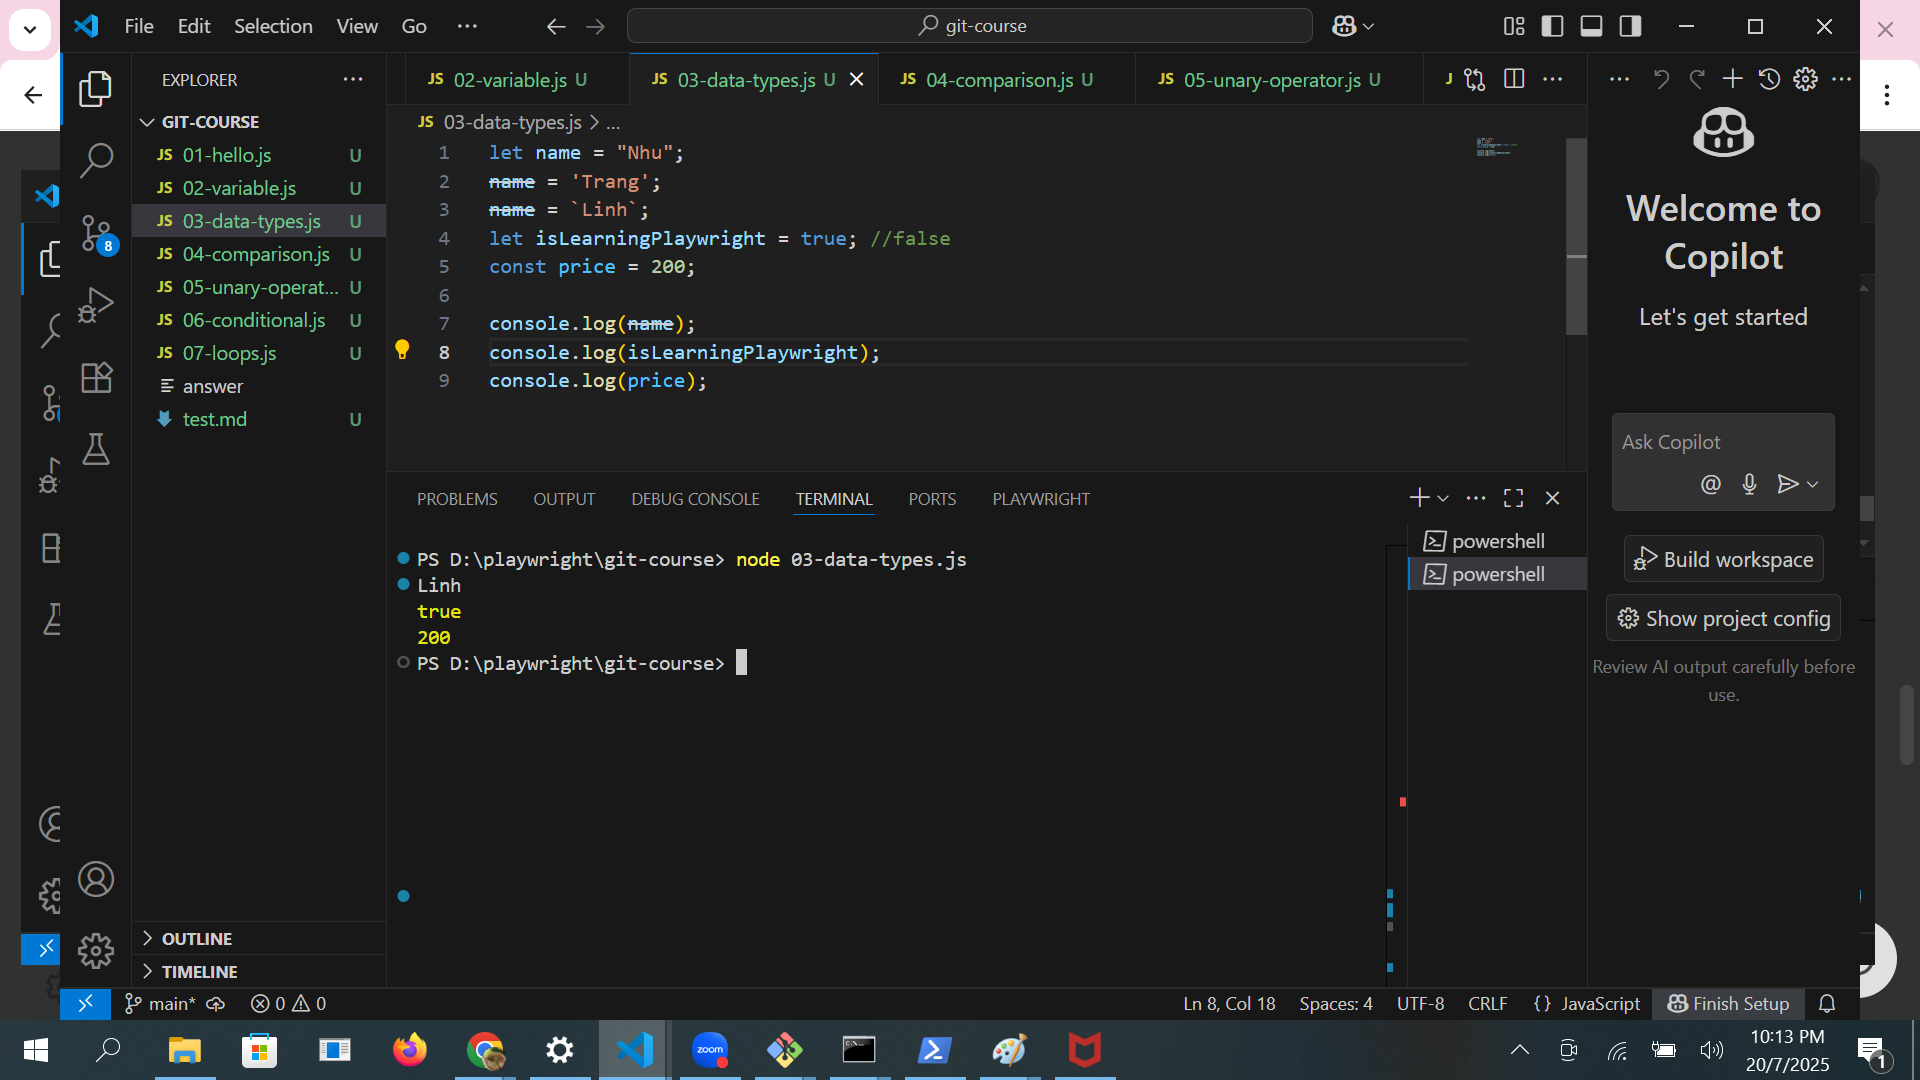 File Edit Selection View Go ··· git-course
EXPLORER ···
GIT-COURSE
JS 01-hello.js U
JS 02-variable.js U
JS 03-data-types.js U
JS 04-comparison.js U
JS 05-unary-operat... U
JS 06-conditional.js U
JS 07-loops.js U
answer
test.md U
8
OUTLINE
TIMELINE
JS 02-variable.js U JS 03-data-types.js U JS 04-comparison.js U JS 05-unary-operator.js U J
JS 03-data-types.js > ...
1 let name = "Nhu";
2 name = 'Trang';
3 name = `Linh`;
4 let isLearningPlaywright = true; //false
5 const price = 200;
6
7 console.log(name);
8 console.log(isLearningPlaywright);
9 console.log(price);
PROBLEMS OUTPUT DEBUG CONSOLE TERMINAL PORTS PLAYWRIGHT
PS D:\playwright\git-course> node 03-data-types.js
Linh
true
200
PS D:\playwright\git-course>
powershell
powershell
Welcome to
Copilot
Let's get started
Ask Copilot
@
Build workspace
Show project config
Review AI output carefully before
use.
main* 0 0 Ln 8, Col 18 Spaces: 4 UTF-8 CRLF {} JavaScript Finish Setup
zoom
10:13 PM
20/7/2025
1